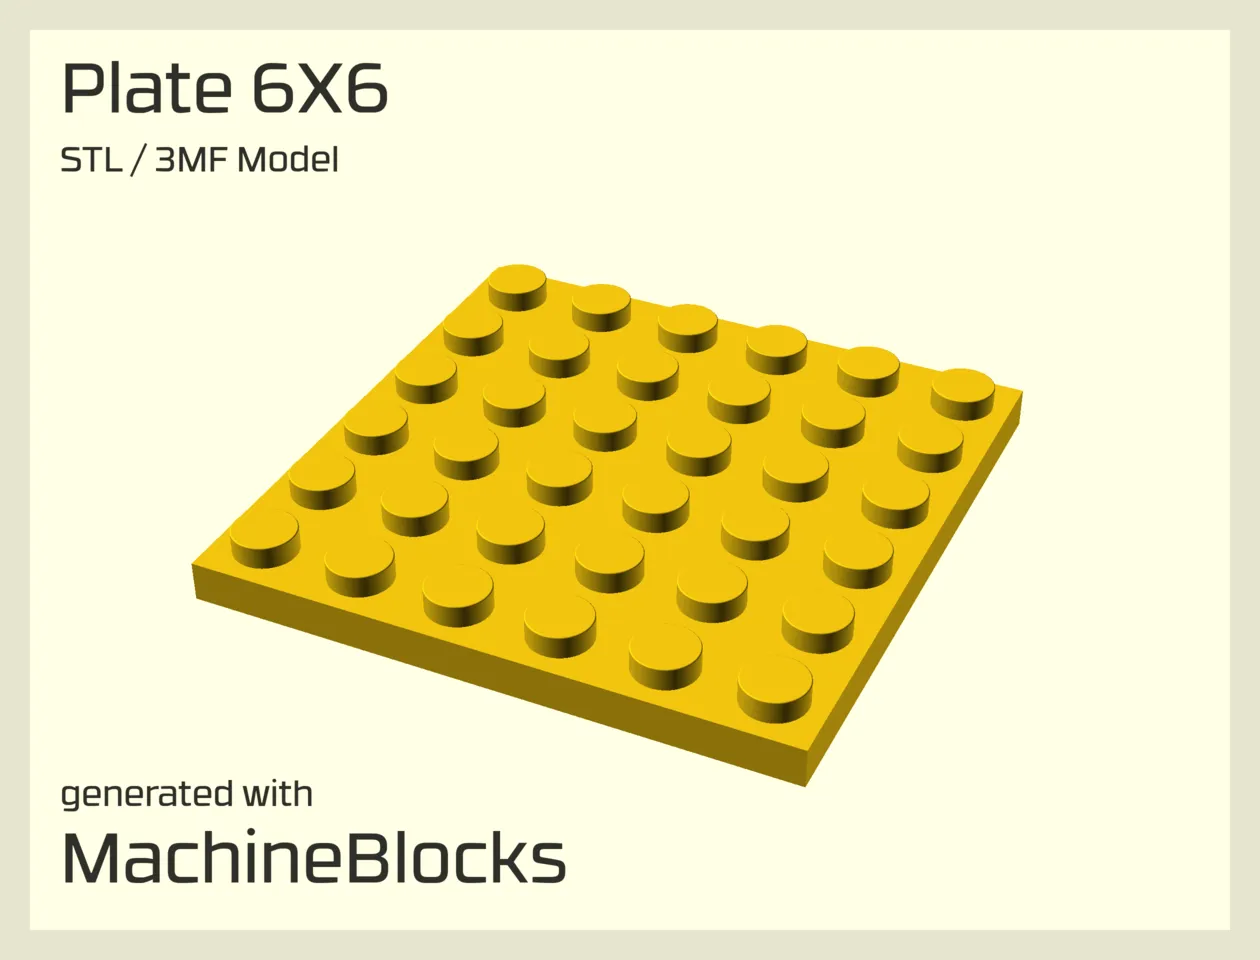 Plate 6X6
STL / 3MF Model
generated with
MachineBlocks